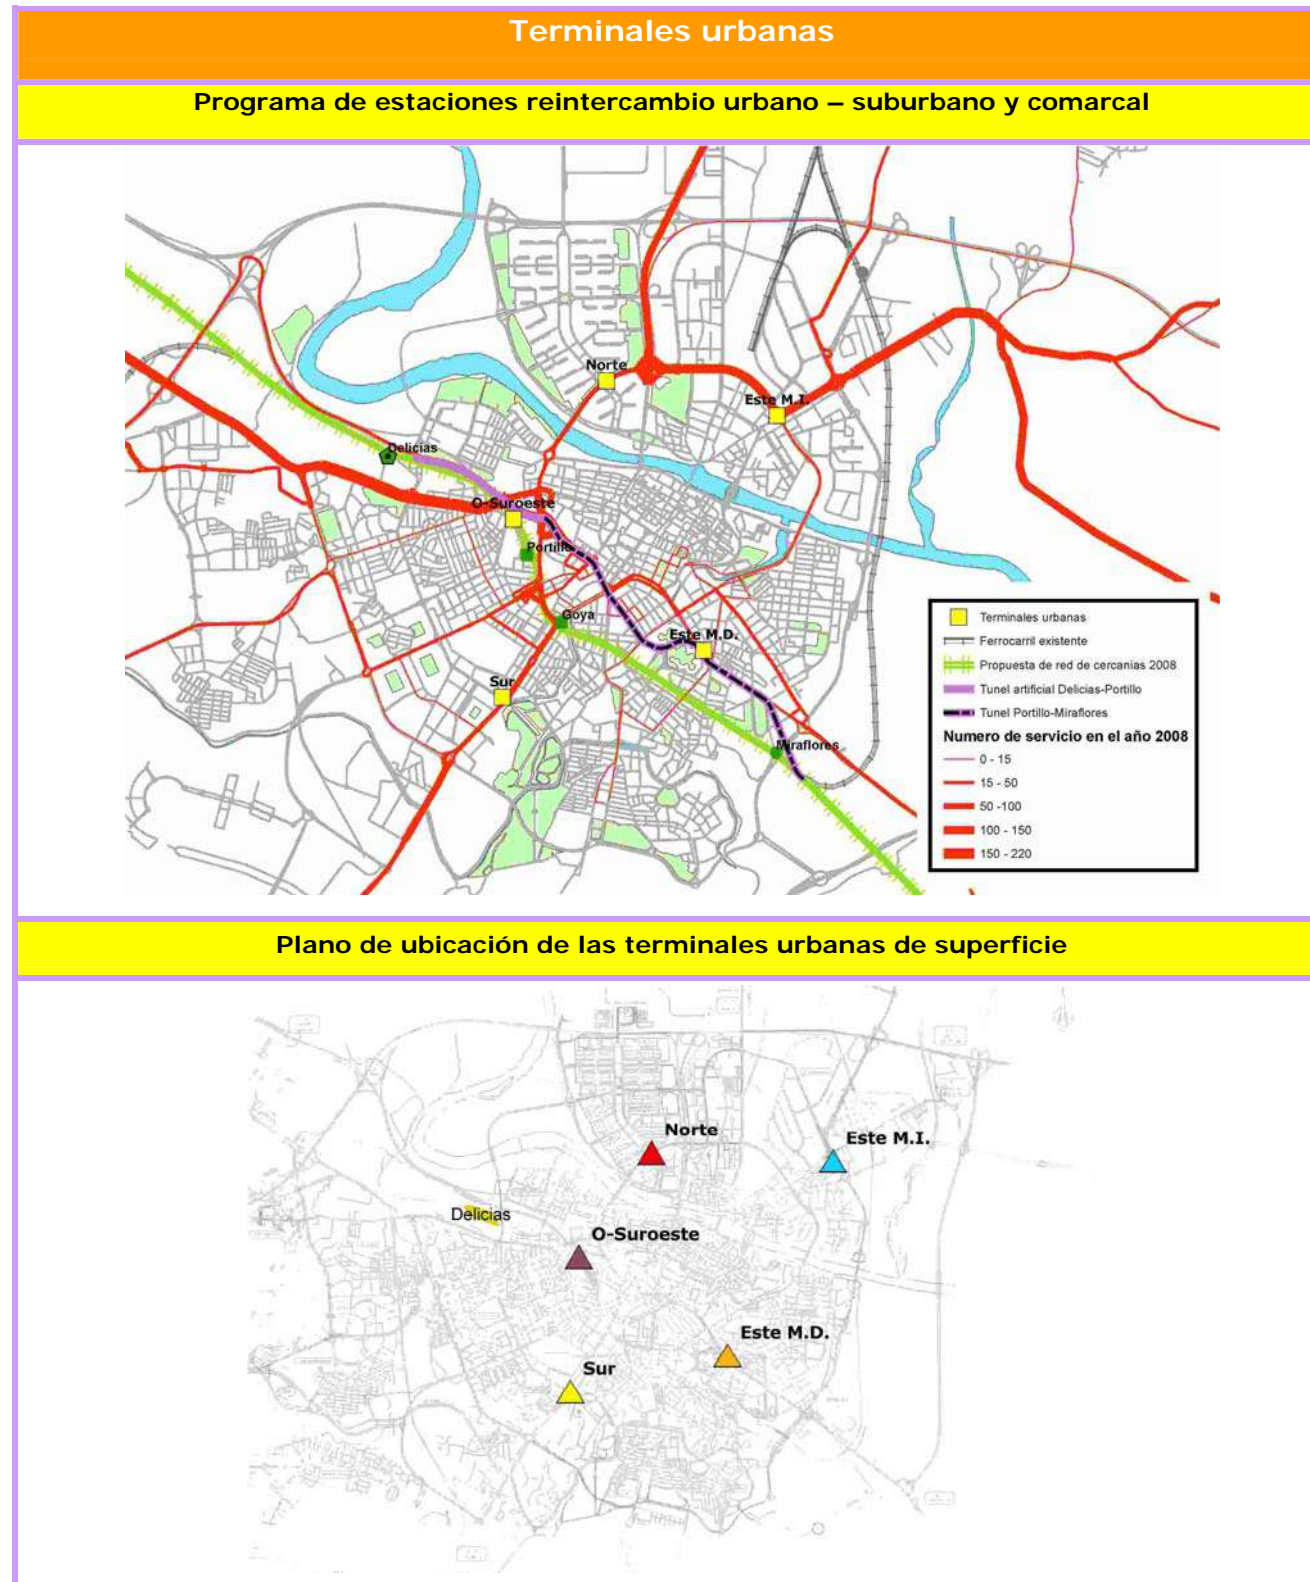 Terminales urbanas
Programa de estaciones reintercambio urbano – suburbano y comarcal
Norte
Este M.I.
Delicias
O-Suroeste
Portillo
Goya
Este M.D.
Sur
Miraflores
Terminales urbanas
Ferrocarril existente
Propuesta de red de cercanias 2008
Tunel artificial Delicias-Portillo
Tunel Portillo-Miraflores
Numero de servicio en el año 2008
0 - 15
15 - 50
50 -100
100 - 150
150 - 220
Plano de ubicación de las terminales urbanas de superficie
Norte
Este M.I.
Delicias
O-Suroeste
Este M.D.
Sur